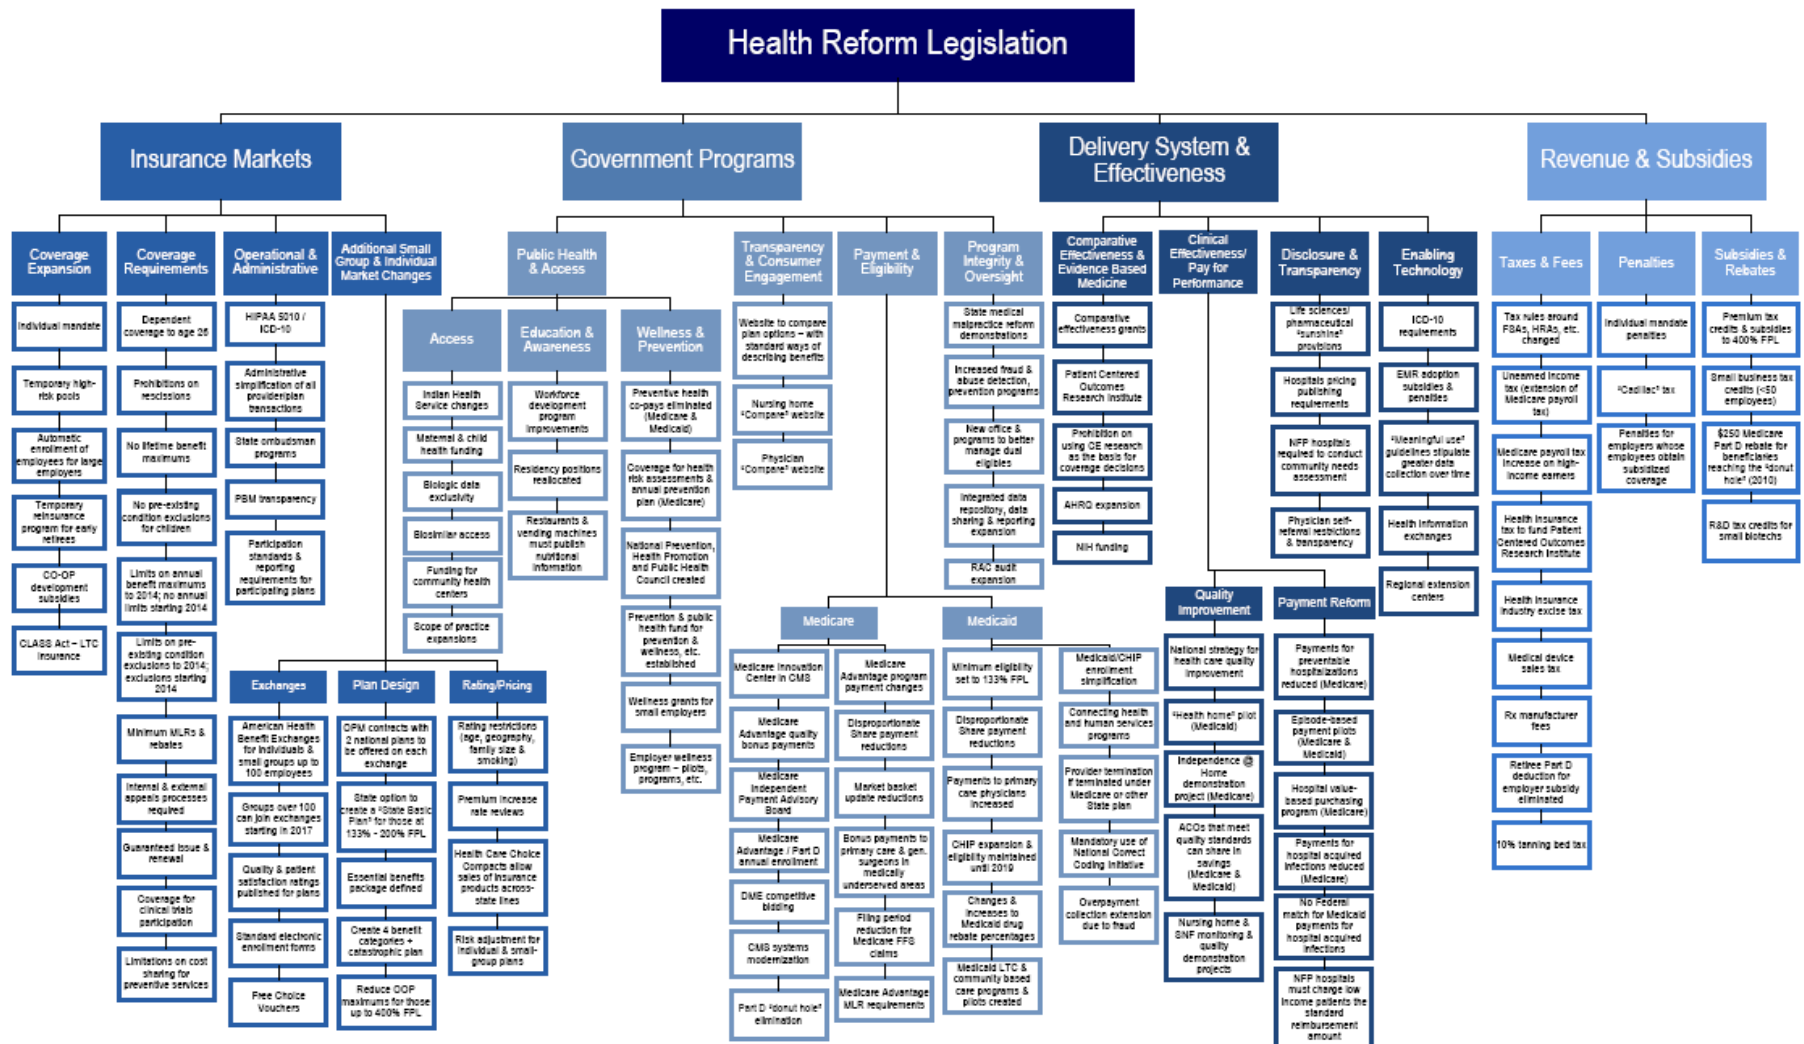 Health Reform Legislation
Insurance Markets
Government Programs
Delivery System &
Effectiveness
Revenue & Subsidies
Coverage
Expansion
Individual mandate
Temporary high-
risk pools
Automatic
enrollment of
employees for large
employers
Temporary
reinsurance
program for early
retirees
CO-OP
development
subsidies
CLASS Act – LTC
Insurance
Coverage
Requirements
Dependent
coverage to age 26
Prohibitions on
rescissions
No lifetime benefit
maximums
No pre-existing
condition exclusions
for children
Limits on annual
benefit maximums
to 2014; no annual
limits starting 2014
Limits on pre-
existing condition
exclusions to 2014;
exclusions starting
2014
Minimum MLRs &
rebates
Internal & external
appeals processes
required
Guaranteed issue &
renewal
Coverage for
clinical trials
participation
Limitations on cost
sharing for
preventive services
Operational &
Administrative
HIPAA 5010 /
ICD-10
Administrative
simplification of all
provider/plan
transactions
State ombudsman
programs
PBM transparency
Participation
standards &
reporting
requirements for
participating plans
Additional Small
Group & Individual
Market Changes
Exchanges
American Health
Benefit Exchanges
for individuals &
small groups up to
100 employees
Groups over 100
can join exchanges
starting in 2017
Quality & patient
satisfaction ratings
published for plans
Standard electronic
enrollment forms
Free Choice
Vouchers
Plan Design
OPM contracts with
2 national plans to
be offered on each
exchange
State option to
create a "State Basic
Plan" for those at
133% - 200% FPL
Essential benefits
package defined
Create 4 benefit
categories +
catastrophic plan
Reduce OOP
maximums for those
up to 400% FPL
Rating/Pricing
Rating restrictions
(age, geography,
family size &
smoking)
Premium increase
rate reviews
Health Care Choice
Compacts allow
sales of insurance
products across-
state lines
Risk adjustment for
individual & small-
group plans
Public Health
& Access
Access
Indian Health
Service changes
Maternal & child
health funding
Biologic data
exclusivity
Biosimilar access
Funding for
community health
centers
Scope of practice
expansions
Education &
Awareness
Workforce
development
program
improvements
Residency positions
reallocated
Restaurants &
vending machines
must publish
nutritional
information
Wellness &
Prevention
Preventive health
co-pays eliminated
(Medicare &
Medicaid)
Coverage for health
risk assessments &
annual prevention
plan (Medicare)
National Prevention,
Health Promotion
and Public Health
Council created
Prevention & public
health fund for
prevention &
wellness, etc.
established
Wellness grants for
small employers
Employer wellness
program – pilots,
programs, etc.
Transparency
& Consumer
Engagement
Website to compare
plan options – with
standard ways of
describing benefits
Nursing home
"Compare" website
Physician
"Compare" website
Payment &
Eligibility
Medicare
Medicare Innovation
Center in CMS
Medicare
Advantage quality
bonus payments
Medicare
Independent
Payment Advisory
Board
Medicare
Advantage / Part D
annual enrollment
DME competitive
bidding
CMS systems
modernization
Part D "donut hole"
elimination
Medicare
Advantage program
payment changes
Disproportionate
Share payment
reductions
Market basket
update reductions
Bonus payments to
primary care & gen.
surgeons in
medically
underserved areas
Filing period
reduction for
Medicare FFS
claims
Medicare Advantage
MLR requirements
Medicaid
Minimum eligibility
set to 133% FPL
Disproportionate
Share payment
reductions
Payments to primary
care physicians
increased
CHIP expansion &
eligibility maintained
until 2019
Changes &
increases to
Medicaid drug
rebate percentages
Medicaid LTC &
community based
care programs &
pilots created
Medicaid/CHIP
enrollment
simplification
Connecting health
and human services
programs
Provider termination
if terminated under
Medicare or other
State plan
Mandatory use of
National Correct
Coding Initiative
Overpayment
collection extension
due to fraud
Program
Integrity &
Oversight
State medical
malpractice reform
demonstrations
Increased fraud &
abuse detection,
prevention programs
New office &
programs to better
manage dual
eligibles
Integrated data
repository, data
sharing & reporting
expansion
RAC audit
expansion
Comparative
Effectiveness &
Evidence Based
Medicine
Comparative
effectiveness grants
Patient Centered
Outcomes
Research Institute
Prohibition on
using CE research
as the basis for
coverage decisions
AHRQ expansion
NIH funding
Clinical
Effectiveness/
Pay for
Performance
Quality
Improvement
National strategy for
health care quality
improvement
"Health home" pilot
(Medicaid)
Independence @
Home
demonstration
project (Medicare)
ACOs that meet
quality standards
can share in
savings
(Medicare &
Medicaid)
Nursing home &
SNF monitoring &
quality
demonstration
projects
Payment Reform
Payments for
preventable
hospitalizations
reduced (Medicare)
Episode-based
payment pilots
(Medicare &
Medicaid)
Hospital value-
based purchasing
program (Medicare)
Payments for
hospital acquired
infections reduced
(Medicare)
No Federal
match for Medicaid
payments for
hospital acquired
infections
NFP hospitals
must charge low
income patients the
standard
reimbursement
amount
Disclosure &
Transparency
Life sciences/
pharmaceutical
"sunshine"
provisions
Hospitals pricing
publishing
requirements
NFP hospitals
required to conduct
community needs
assessment
Physician self-
referral restrictions
& transparency
Enabling
Technology
ICD-10
requirements
EMR adoption
subsidies &
penalties
"Meaningful use"
guidelines stipulate
greater data
collection over time
Health information
exchanges
Regional extension
centers
Taxes & Fees
Tax rules around
FSAs, HRAs, etc.
changed
Unearned income
tax (extension of
Medicare payroll
tax)
Medicare payroll tax
increase on high-
income earners
Health insurance
tax to fund Patient
Centered Outcomes
Research Institute
Health insurance
industry excise tax
Medical device
sales tax
Rx manufacturer
fees
Retiree Part D
deduction for
employer subsidy
eliminated
10% tanning bed tax
Penalties
Individual mandate
penalties
"Cadillac" tax
Penalties for
employers whose
employees obtain
subsidized
coverage
Subsidies &
Rebates
Premium tax
credits & subsidies
to 400% FPL
Small business tax
credits (<50
employees)
$250 Medicare
Part D rebate for
beneficiaries
reaching the "donut
hole" (2010)
R&D tax credits for
small biotechs